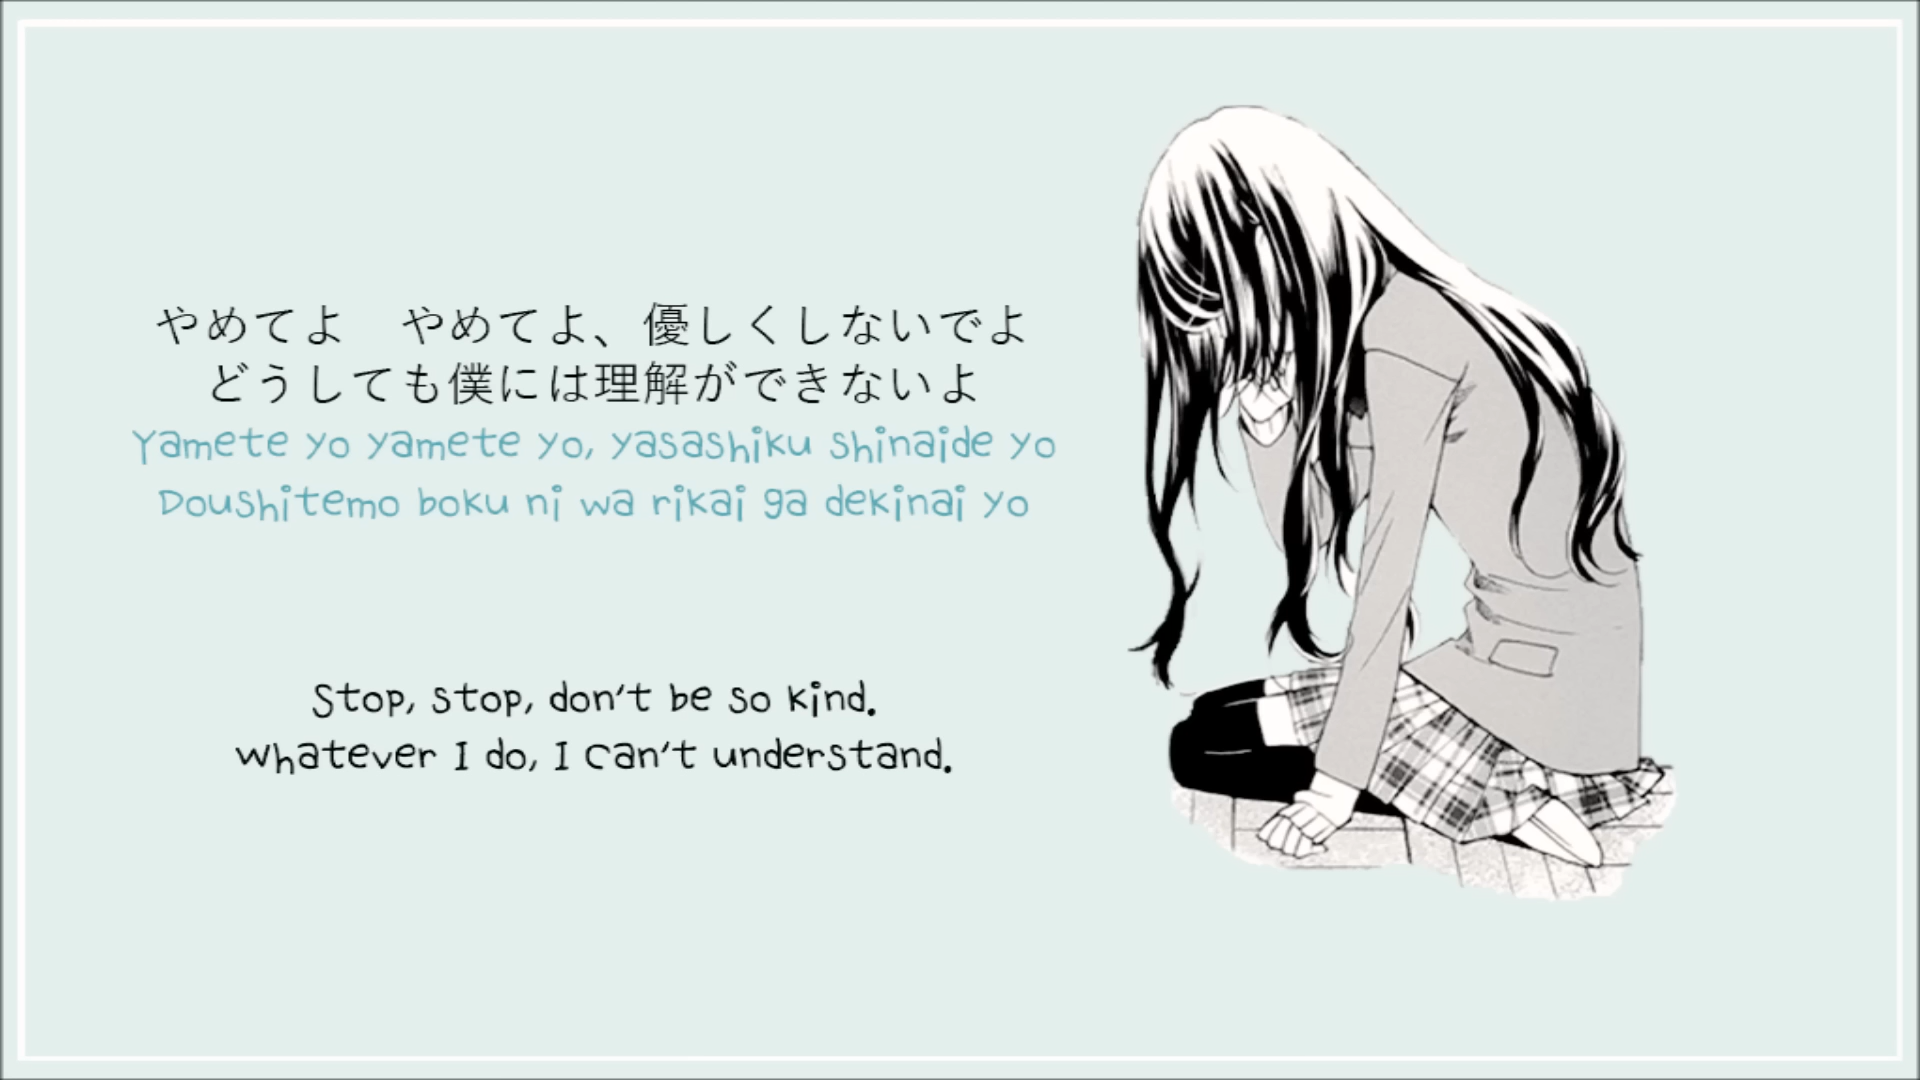 やめてよ　やめてよ、優しくしないでよ
どうしても僕には理解ができないよ
Yamete yo yamete yo, yasashiku shinaide yo
Doushitemo boku ni wa rikai ga dekinai yo
Stop, stop, don't be so kind.
Whatever I do, I can't understand.